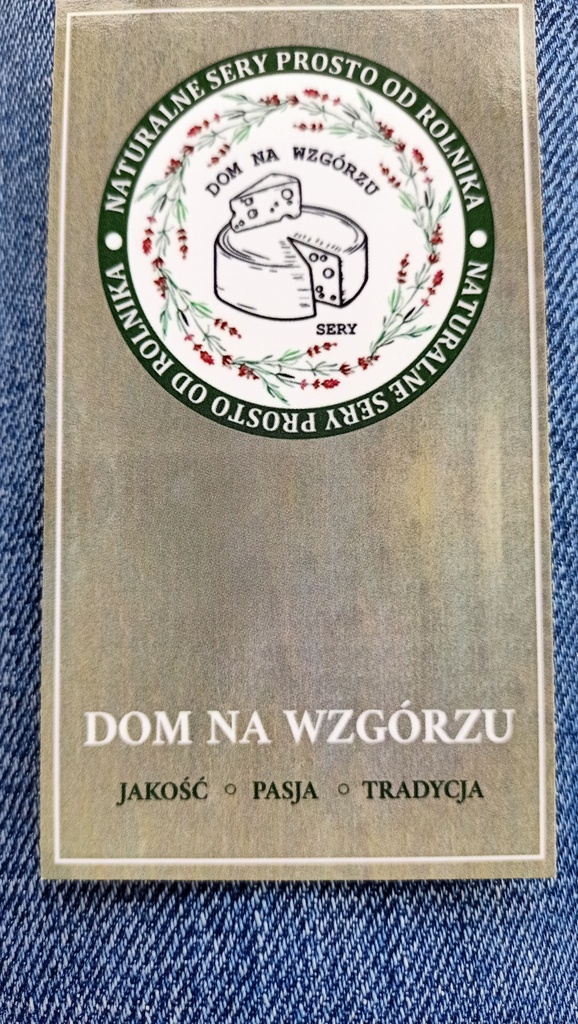 NATURALNE SERY PROSTO OD ROLNIKA
DOM NA WZGÓRZU
SERY
NATURALNE SERY PROSTO OD ROLNIKA
DOM NA WZGÓRZU
JAKOŚĆ ○ PASJA ○ TRADYCJA